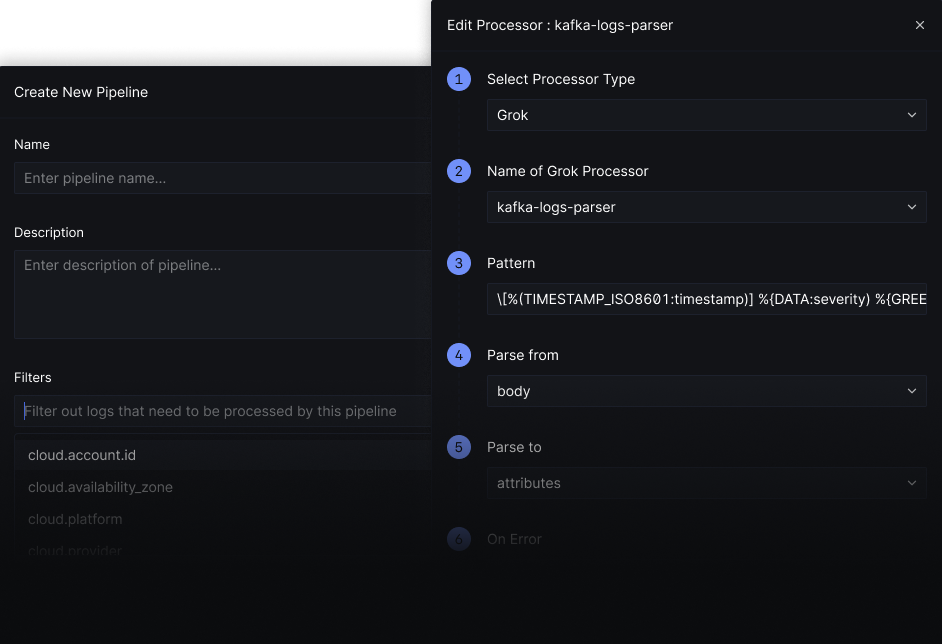 Create New Pipeline
Name
Enter pipeline name...
Description
Enter description of pipeline...
Filters
Filter out logs that need to be processed by this pipeline
cloud.account.id
cloud.availability_zone
cloud.platform
cloud.provider
Edit Processor : kafka-logs-parser
1 Select Processor Type
Grok
2 Name of Grok Processor
kafka-logs-parser
3 Pattern
\[%(TIMESTAMP_ISO8601:timestamp)] %{DATA:severity) %{GREE
4 Parse from
body
5 Parse to
attributes
6 On Error